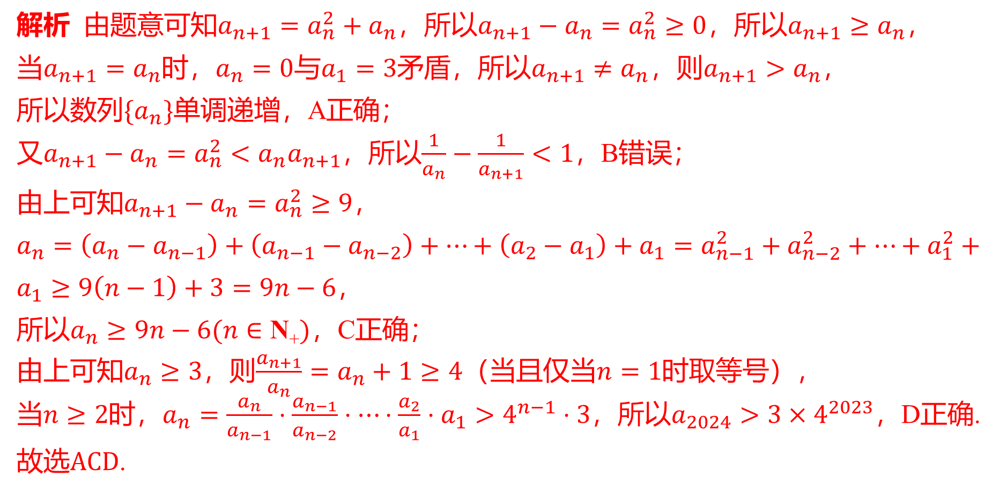 解析 由题意可知$a_{n+1} = a_n^2 + a_n$，所以$a_{n+1} - a_n = a_n^2 \geq 0$，所以$a_{n+1} \geq a_n$，
当$a_{n+1} = a_n$时，$a_n = 0$与$a_1 = 3$矛盾，所以$a_{n+1} \neq a_n$，则$a_{n+1} > a_n$，
所以数列$\{a_n\}$单调递增，A正确；
又$a_{n+1} - a_n = a_n^2 < a_n a_{n+1}$，所以$\frac{1}{a_n} - \frac{1}{a_{n+1}} < 1$，B错误；
由上可知$a_{n+1} - a_n = a_n^2 \geq 9$，
$a_n = (a_n - a_{n-1}) + (a_{n-1} - a_{n-2}) + \cdots + (a_2 - a_1) + a_1 = a_{n-1}^2 + a_{n-2}^2 + \cdots + a_1^2 +$
$a_1 \geq 9(n - 1) + 3 = 9n - 6$，
所以$a_n \geq 9n - 6(n \in \mathbf{N}_+)$，C正确；
由上可知$a_n \geq 3$，则$\frac{a_{n+1}}{a_n} = a_n + 1 \geq 4$（当且仅当$n = 1$时取等号），
当$n \geq 2$时，$a_n = \frac{a_n}{a_{n-1}} \cdot \frac{a_{n-1}}{a_{n-2}} \cdot \cdots \cdot \frac{a_2}{a_1} \cdot a_1 > 4^{n-1} \cdot 3$，所以$a_{2024} > 3 \times 4^{2023}$，D正确.
故选ACD.